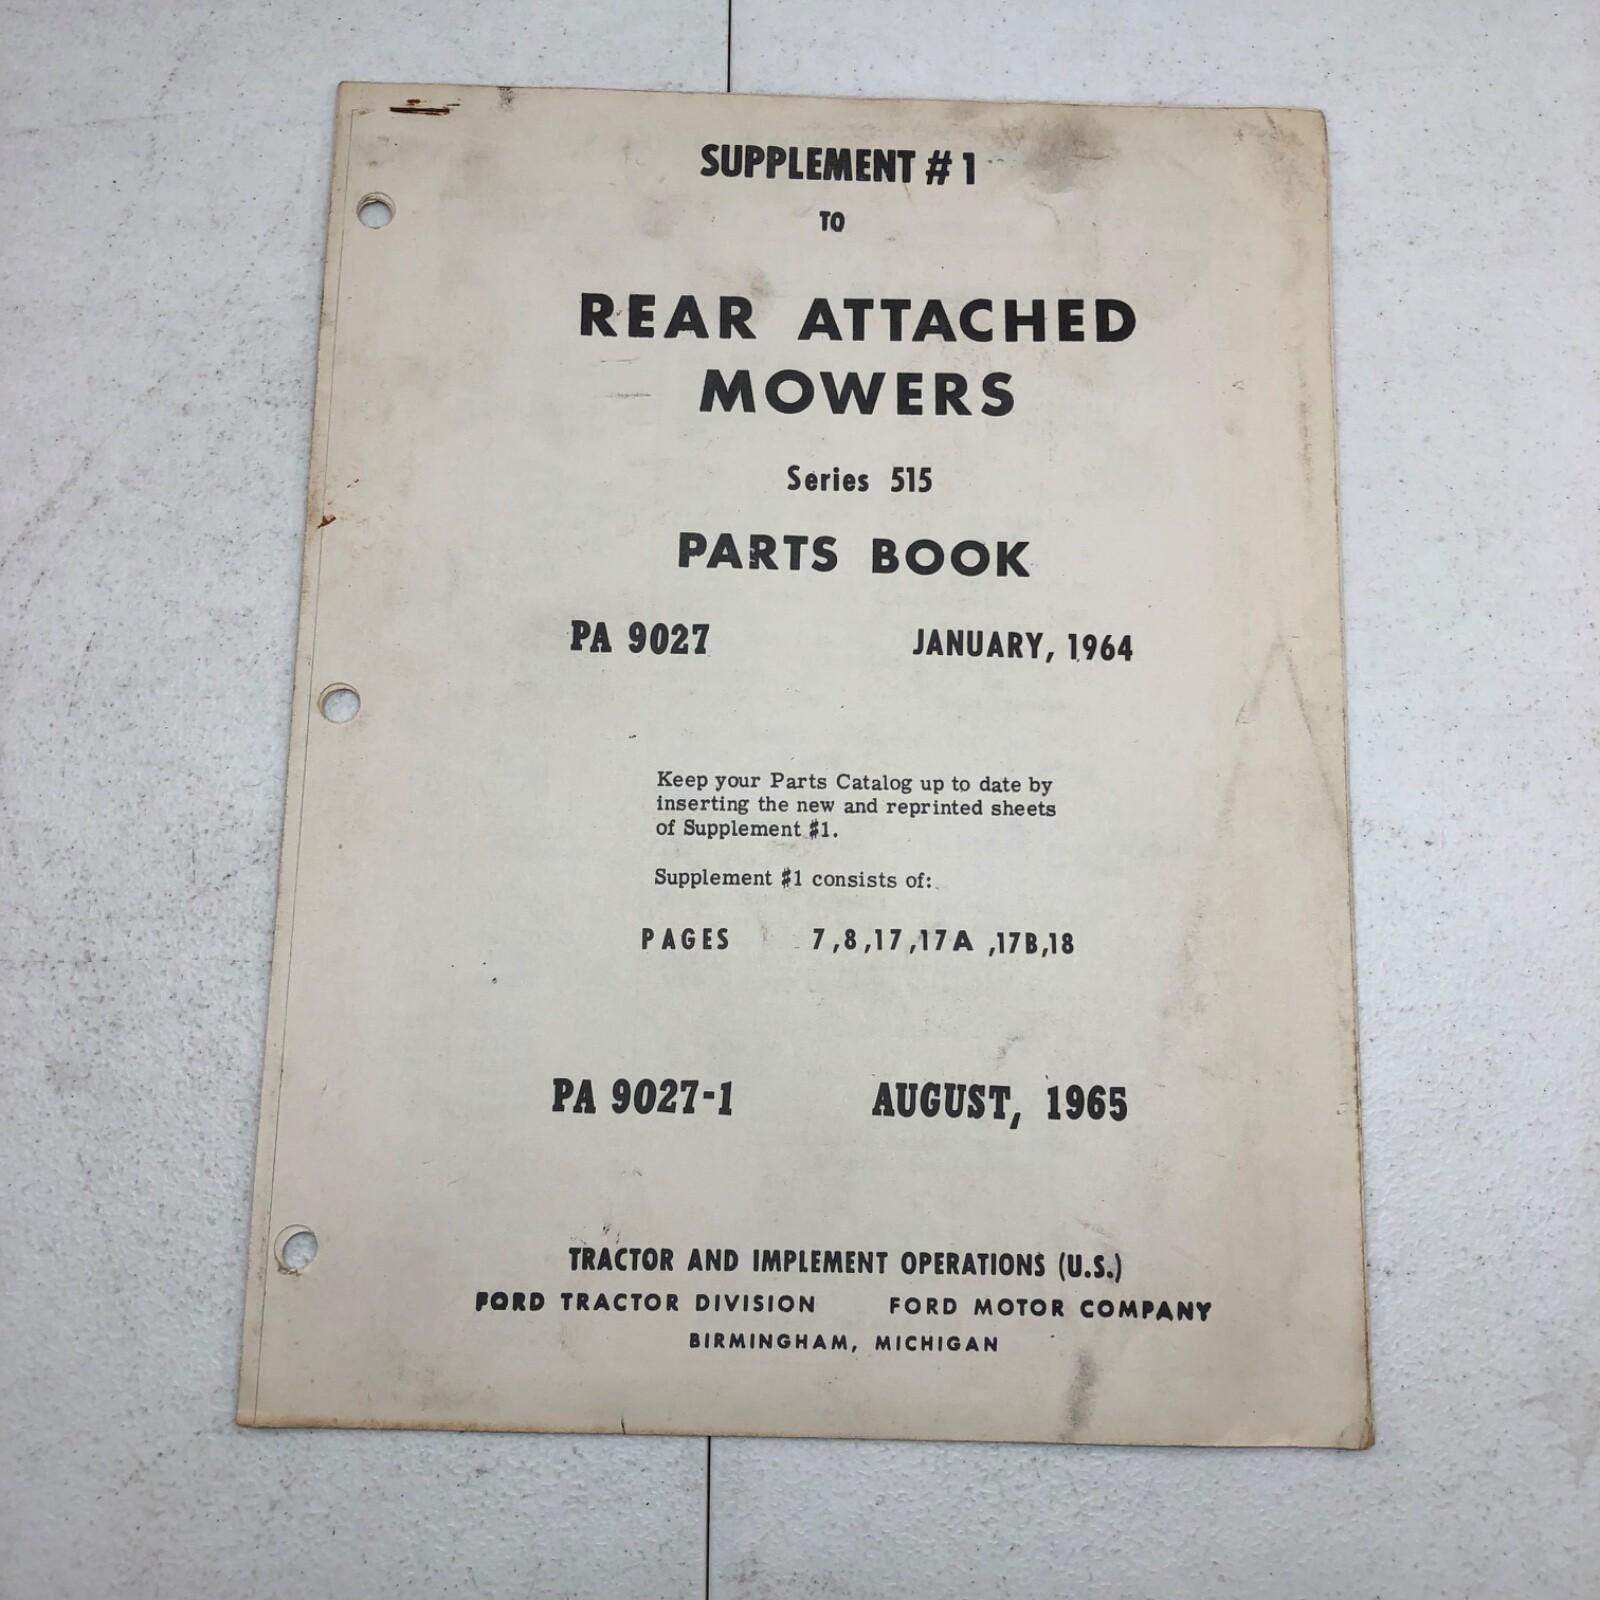 SUPPLEMENT # 1
TO
REAR ATTACHED
MOWERS
Series 515
PARTS BOOK
PA 9027 JANUARY, 1964
Keep your Parts Catalog up to date by
inserting the new and reprinted sheets
of Supplement #1.
Supplement #1 consists of:
PAGES 7,8,17,17A ,17B,18
PA 9027-1 AUGUST, 1965
TRACTOR AND IMPLEMENT OPERATIONS (U.S.)
FORD TRACTOR DIVISION FORD MOTOR COMPANY
BIRMINGHAM, MICHIGAN